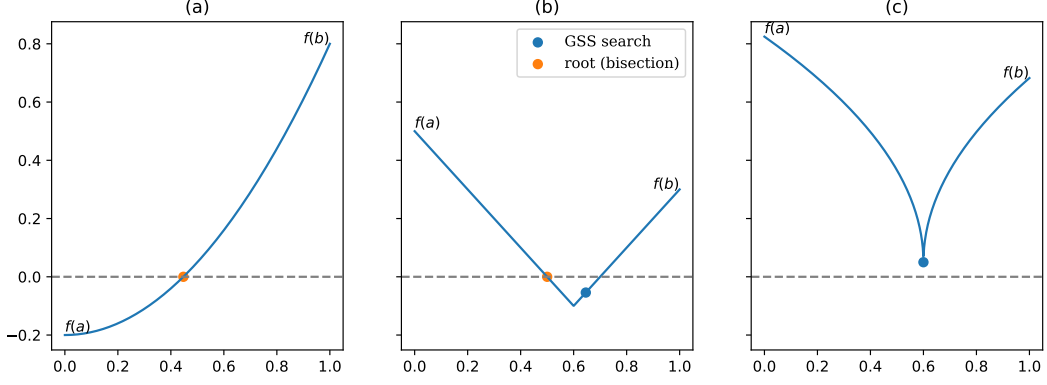 (a)
(b)
(c)
f(b)
f(a)
0.8
0.6
0.4
0.2
0.0
−0.2
0.0 0.2 0.4 0.6 0.8 1.0
f(a)
GSS search
root (bisection)
f(b)
0.0 0.2 0.4 0.6 0.8 1.0
f(a)
f(b)
0.0 0.2 0.4 0.6 0.8 1.0